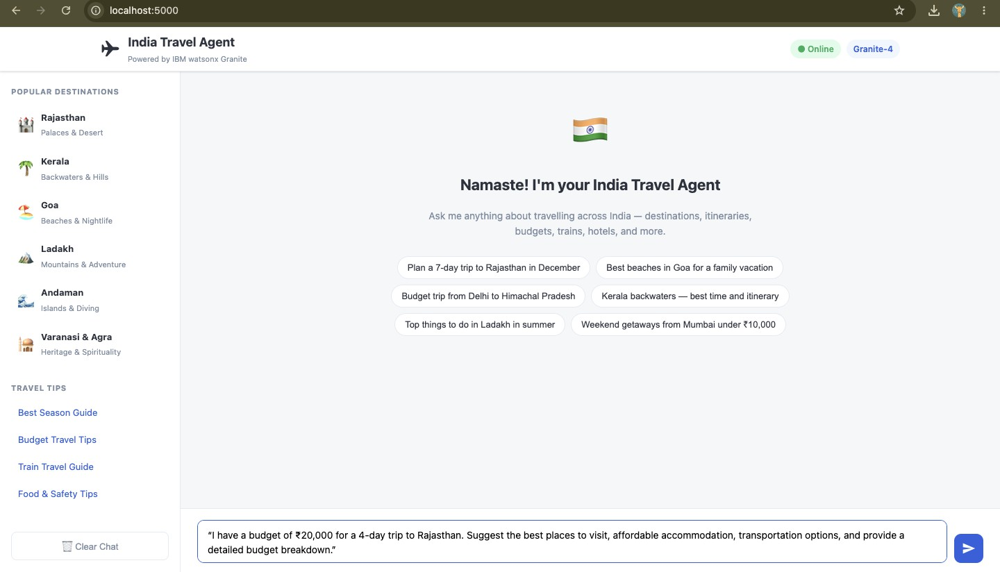 localhost:5000
India Travel Agent
Powered by IBM watsonx Granite
Online
Granite-4
POPULAR DESTINATIONS
Rajasthan
Palaces & Desert
Kerala
Backwaters & Hills
Goa
Beaches & Nightlife
Ladakh
Mountains & Adventure
Andaman
Islands & Diving
Varanasi & Agra
Heritage & Spirituality
TRAVEL TIPS
Best Season Guide
Budget Travel Tips
Train Travel Guide
Food & Safety Tips
Clear Chat
Namaste! I'm your India Travel Agent
Ask me anything about travelling across India — destinations, itineraries,
budgets, trains, hotels, and more.
Plan a 7-day trip to Rajasthan in December
Best beaches in Goa for a family vacation
Budget trip from Delhi to Himachal Pradesh
Kerala backwaters — best time and itinerary
Top things to do in Ladakh in summer
Weekend getaways from Mumbai under ₹10,000
“I have a budget of ₹20,000 for a 4-day trip to Rajasthan. Suggest the best places to visit, affordable accommodation, transportation options, and provide a
detailed budget breakdown.”